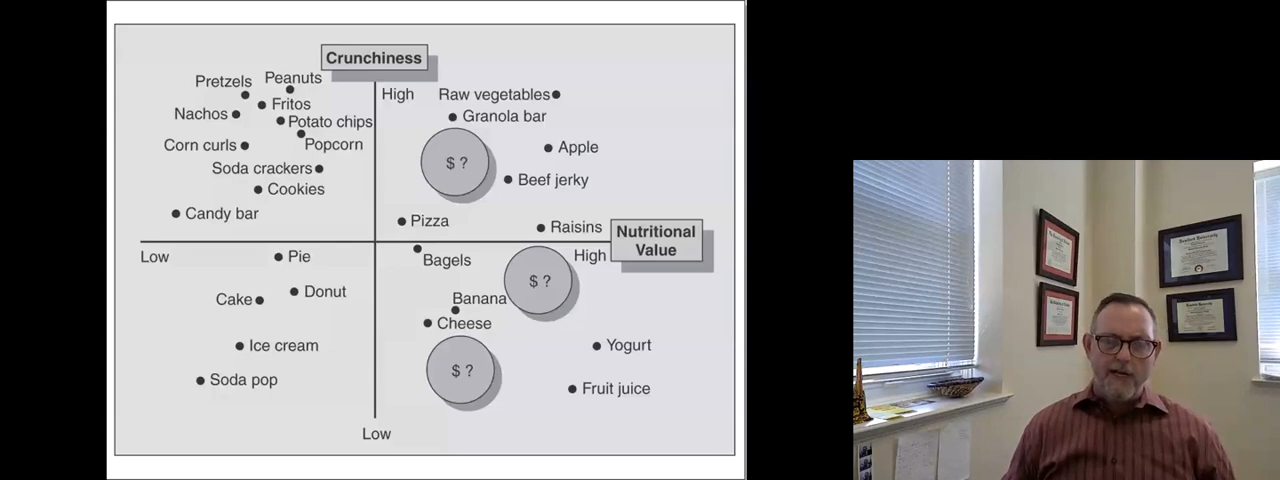 Crunchiness
Pretzels
Peanuts
High
Raw vegetables
Fritos
Nachos
Granola bar
Potato chips
Corn curls
Popcorn
Apple
$ ?
Soda crackers
Beef jerky
Cookies
Candy bar
Pizza
Raisins
Nutritional
Value
Low
Pie
Bagels
High
$ ?
Donut
Cake
Banana
Cheese
Ice cream
Yogurt
$ ?
Soda pop
Fruit juice
Low